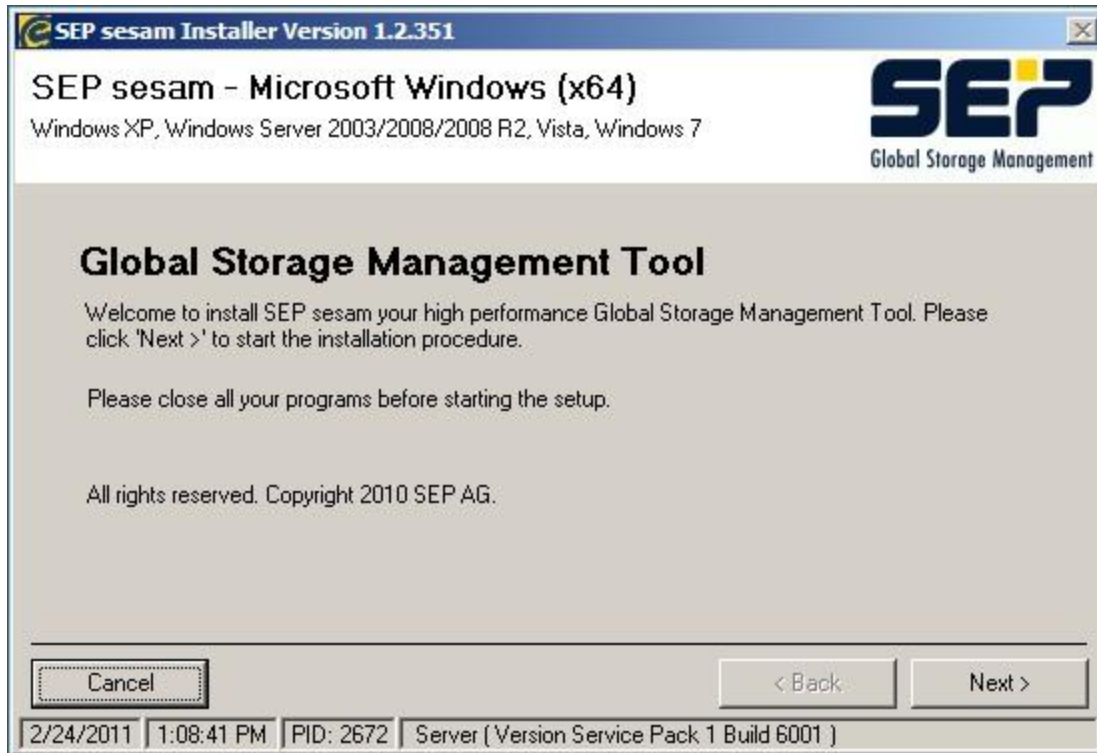 SEP sesam Installer Version 1.2.351
SEP sesam - Microsoft Windows (x64)
Windows XP, Windows Server 2003/2008/2008 R2, Vista, Windows 7
SEP
Global Storage Management
Global Storage Management Tool
Welcome to install SEP sesam your high performance Global Storage Management Tool. Please
click 'Next >' to start the installation procedure.
Please close all your programs before starting the setup.
All rights reserved. Copyright 2010 SEP AG.
Cancel
< Back
Next >
2/24/2011 1:08:41 PM PID: 2672 Server ( Version Service Pack 1 Build 6001 )